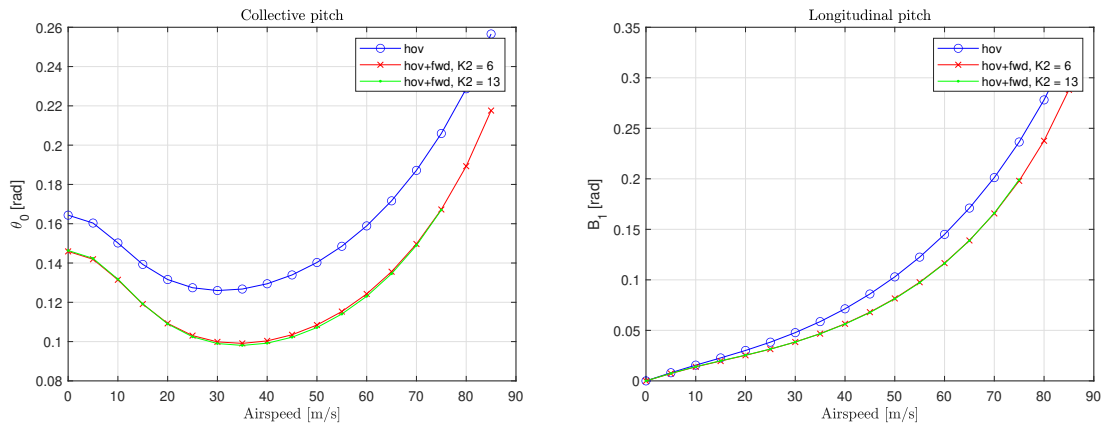 Collective pitch
0.26
0.24
0.22
0.2
0.18
0.16
0.14
0.12
0.1
0.08
θ0 [rad]
hov
hov+fwd, K2 = 6
hov+fwd, K2 = 13
0 10 20 30 40 50 60 70 80 90
Airspeed [m/s]
Longitudinal pitch
0.35
0.3
0.25
0.2
0.15
0.1
0.05
0
B1 [rad]
hov
hov+fwd, K2 = 6
hov+fwd, K2 = 13
0 10 20 30 40 50 60 70 80 90
Airspeed [m/s]